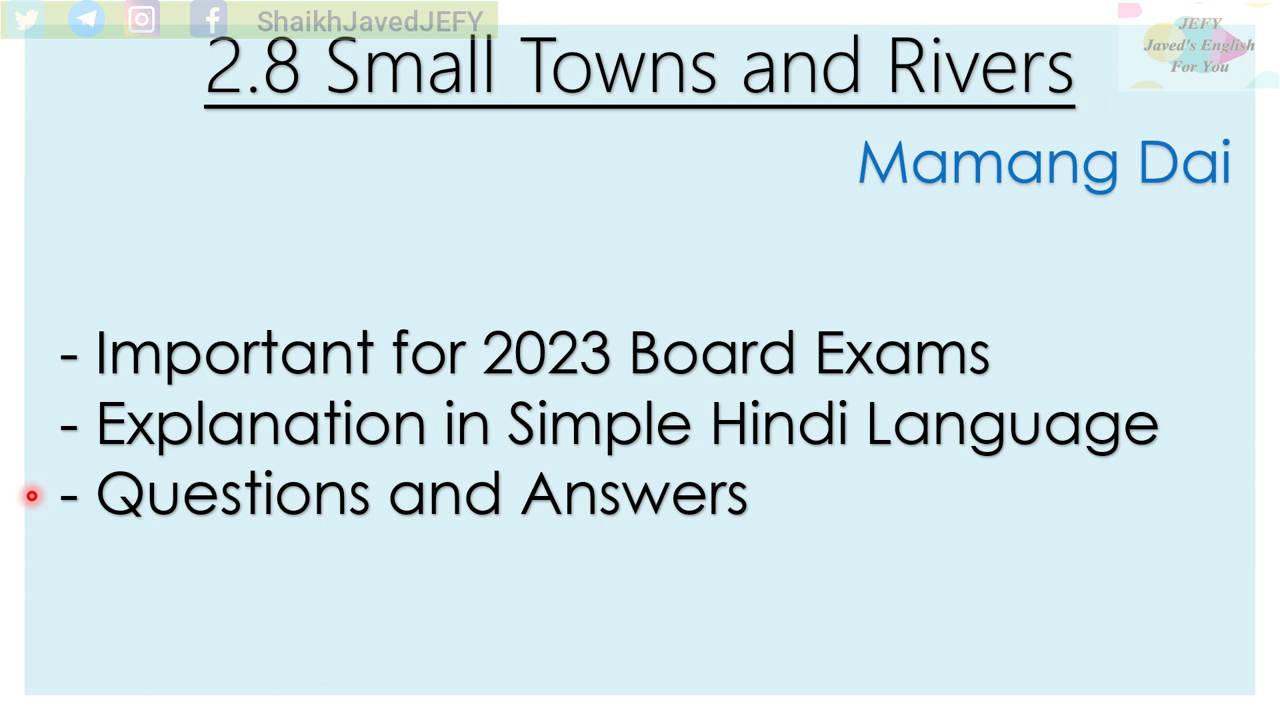 ShaikhJavedJEFY
JEFY
Javed's English
For You
2.8 Small Towns and Rivers
Mamang Dai
- Important for 2023 Board Exams
- Explanation in Simple Hindi Language
- Questions and Answers